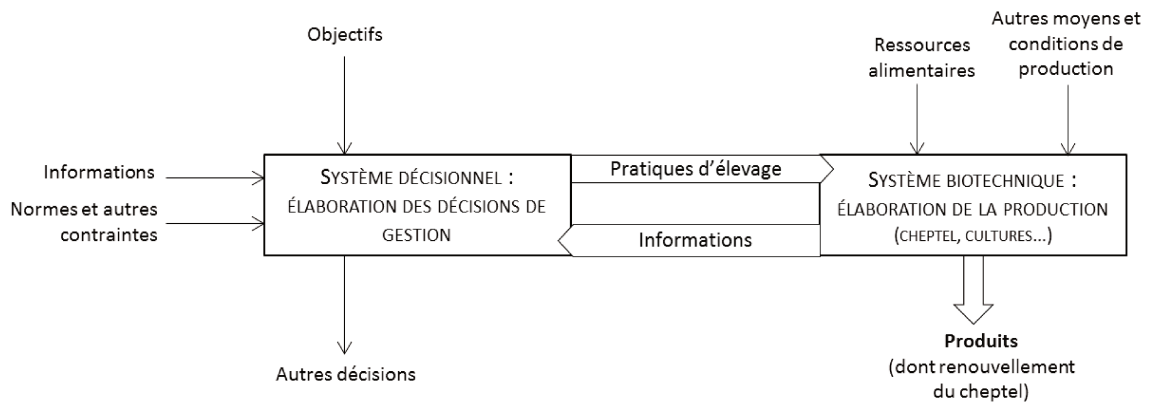 Objectifs
Ressources
alimentaires
Autres moyens et
conditions de
production
Informations
Normes et autres
contraintes
SYSTÈME DÉCISIONNEL :
ÉLABORATION DES DÉCISIONS DE
GESTION
Pratiques d’élevage
Informations
SYSTÈME BIOTECHNIQUE :
ÉLABORATION DE LA PRODUCTION
(CHEPTEL, CULTURES...)
Autres décisions
Produits
(dont renouvellement
du cheptel)